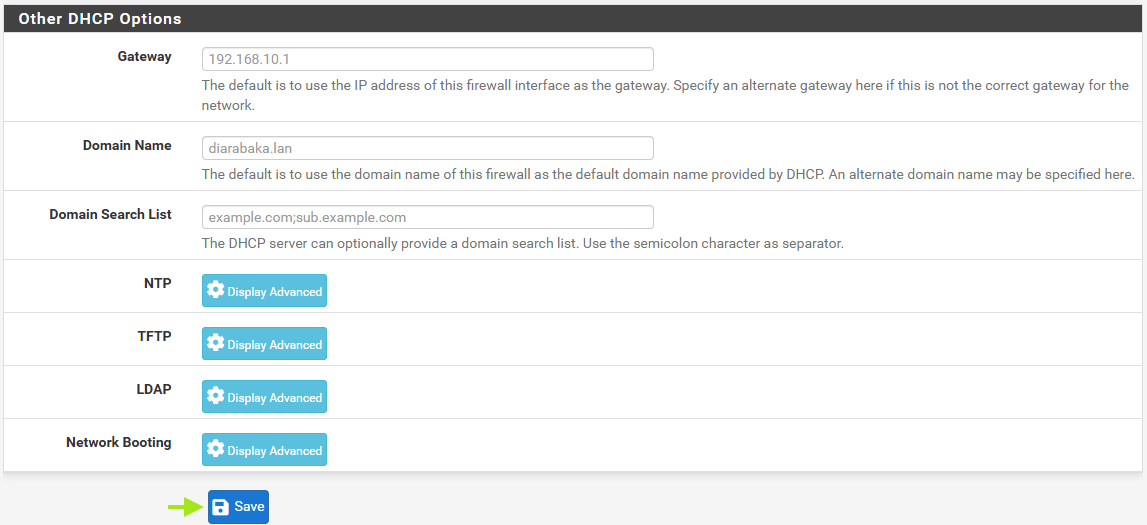 Other DHCP Options
Gateway
192.168.10.1
The default is to use the IP address of this firewall interface as the gateway. Specify an alternate gateway here if this is not the correct gateway for the
network.
Domain Name
diarabaka.lan
The default is to use the domain name of this firewall as the default domain name provided by DHCP. An alternate domain name may be specified here.
Domain Search List
example.com;sub.example.com
The DHCP server can optionally provide a domain search list. Use the semicolon character as separator.
NTP
Display Advanced
TFTP
Display Advanced
LDAP
Display Advanced
Network Booting
Display Advanced
Save